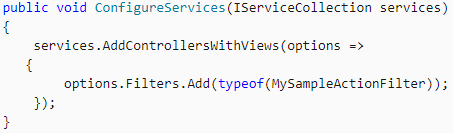 public void ConfigureServices(IServiceCollection services)
{
    services.AddControllersWithViews(options =>
   {
        options.Filters.Add(typeof(MySampleActionFilter));
    });
}